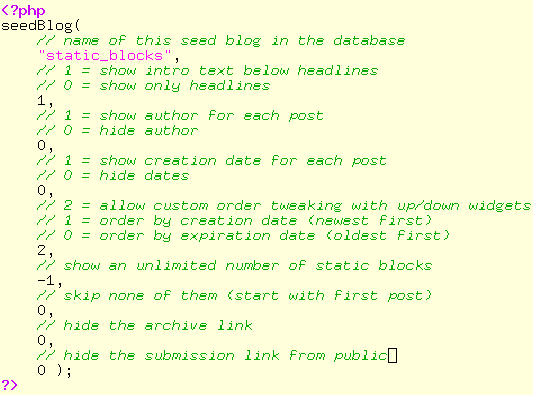 <?php
seedBlog(
// name of this seed blog in the database
"static_blocks",
// 1 = show intro text below headlines
// 0 = show only headlines
1,
// 1 = show author for each post
// 0 = hide author
0,
// 1 = show creation date for each post
// 0 = hide dates
0,
// 2 = allow custom order tweaking with up/down widgets
// 1 = order by creation date (newest first)
// 0 = order by expiration date (oldest first)
2,
// show an unlimited number of static blocks
-1,
// skip none of them (start with first post)
0,
// hide the archive link
0,
// hide the submission link from public
0 );
?>